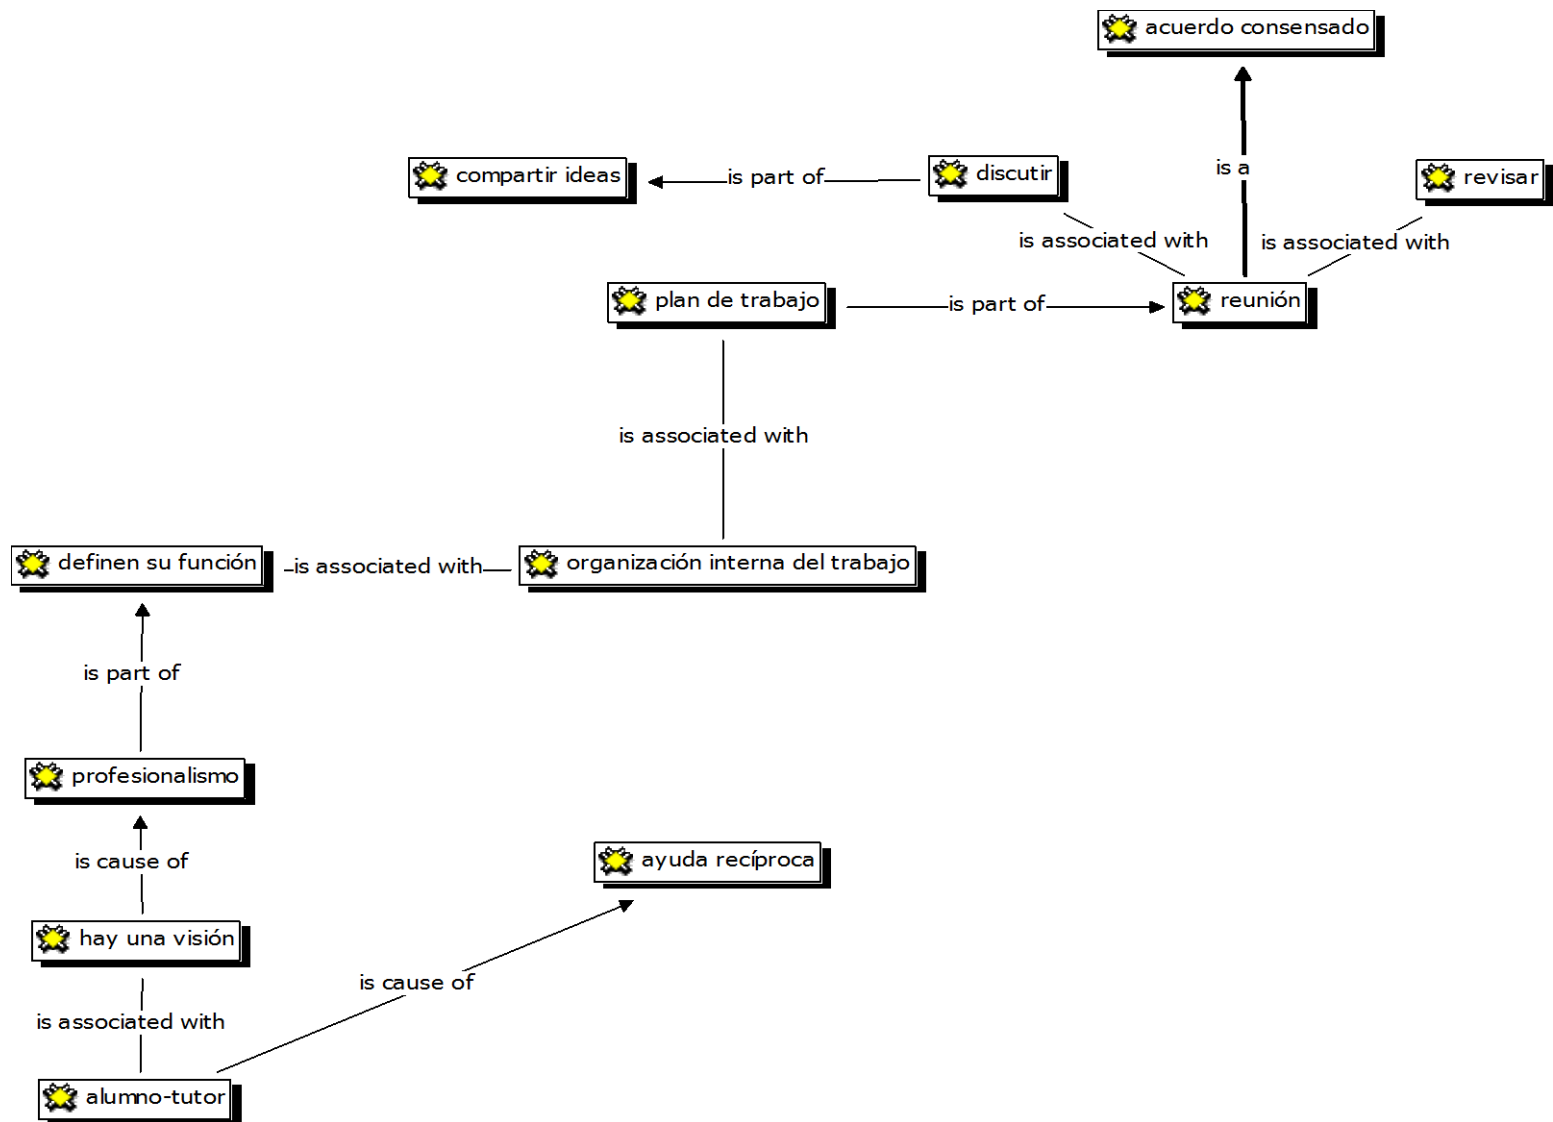 acuerdo consensado
is a
compartir ideas
is part of
discutir
revisar
is associated with
is associated with
plan de trabajo
is part of
reunión
is associated with
definen su función
is associated with
organización interna del trabajo
is part of
profesionalismo
is cause of
ayuda recíproca
hay una visión
is cause of
is associated with
alumno-tutor